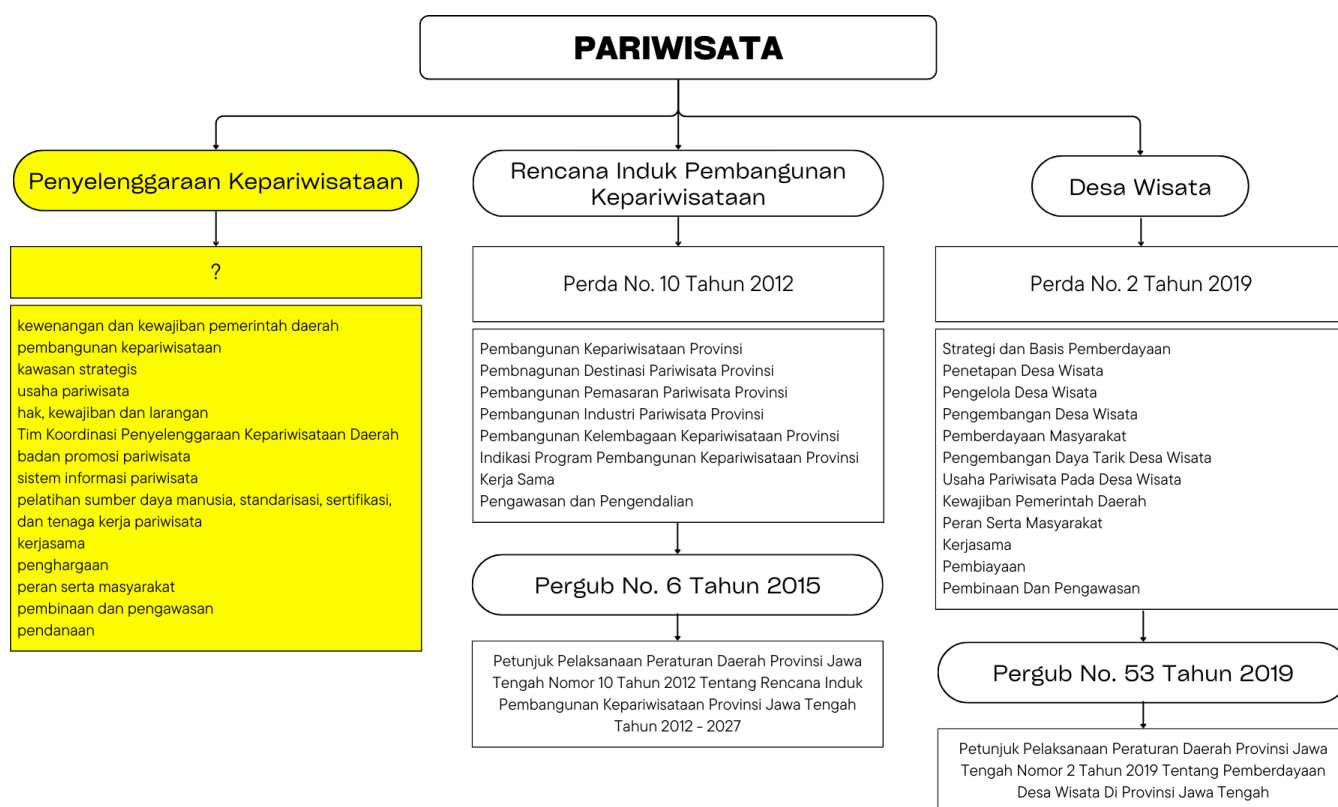 PARIWISATA
Penyelenggaraan Kepariwisataan
?
kewenangan dan kewajiban pemerintah daerah
pembangunan kepariwisataan
kawasan strategis
usaha pariwisata
hak, kewajiban dan larangan
Tim Koordinasi Penyelenggaraan Kepariwisataan Daerah
badan promosi pariwisata
sistem informasi pariwisata
pelatihan sumber daya manusia, standarisasi, sertifikasi,
dan tenaga kerja pariwisata
kerjasama
penghargaan
peran serta masyarakat
pembinaan dan pengawasan
pendanaan
Rencana Induk Pembangunan
Kepariwisataan
Perda No. 10 Tahun 2012
Pembangunan Kepariwisataan Provinsi
Pembnagunan Destinasi Pariwisata Provinsi
Pembangunan Pemasaran Pariwisata Provinsi
Pembangunan Industri Pariwisata Provinsi
Pembangunan Kelembagaan Kepariwisataan Provinsi
Indikasi Program Pembangunan Kepariwisataan Provinsi
Kerja Sama
Pengawasan dan Pengendalian
Pergub No. 6 Tahun 2015
Petunjuk Pelaksanaan Peraturan Daerah Provinsi Jawa
Tengah Nomor 10 Tahun 2012 Tentang Rencana Induk
Pembangunan Kepariwisataan Provinsi Jawa Tengah
Tahun 2012 - 2027
Desa Wisata
Perda No. 2 Tahun 2019
Strategi dan Basis Pemberdayaan
Penetapan Desa Wisata
Pengelola Desa Wisata
Pengembangan Desa Wisata
Pemberdayaan Masyarakat
Pengembangan Daya Tarik Desa Wisata
Usaha Pariwisata Pada Desa Wisata
Kewajiban Pemerintah Daerah
Peran Serta Masyarakat
Kerjasama
Pembiayaan
Pembinaan Dan Pengawasan
Pergub No. 53 Tahun 2019
Petunjuk Pelaksanaan Peraturan Daerah Provinsi Jawa
Tengah Nomor 2 Tahun 2019 Tentang Pemberdayaan
Desa Wisata Di Provinsi Jawa Tengah